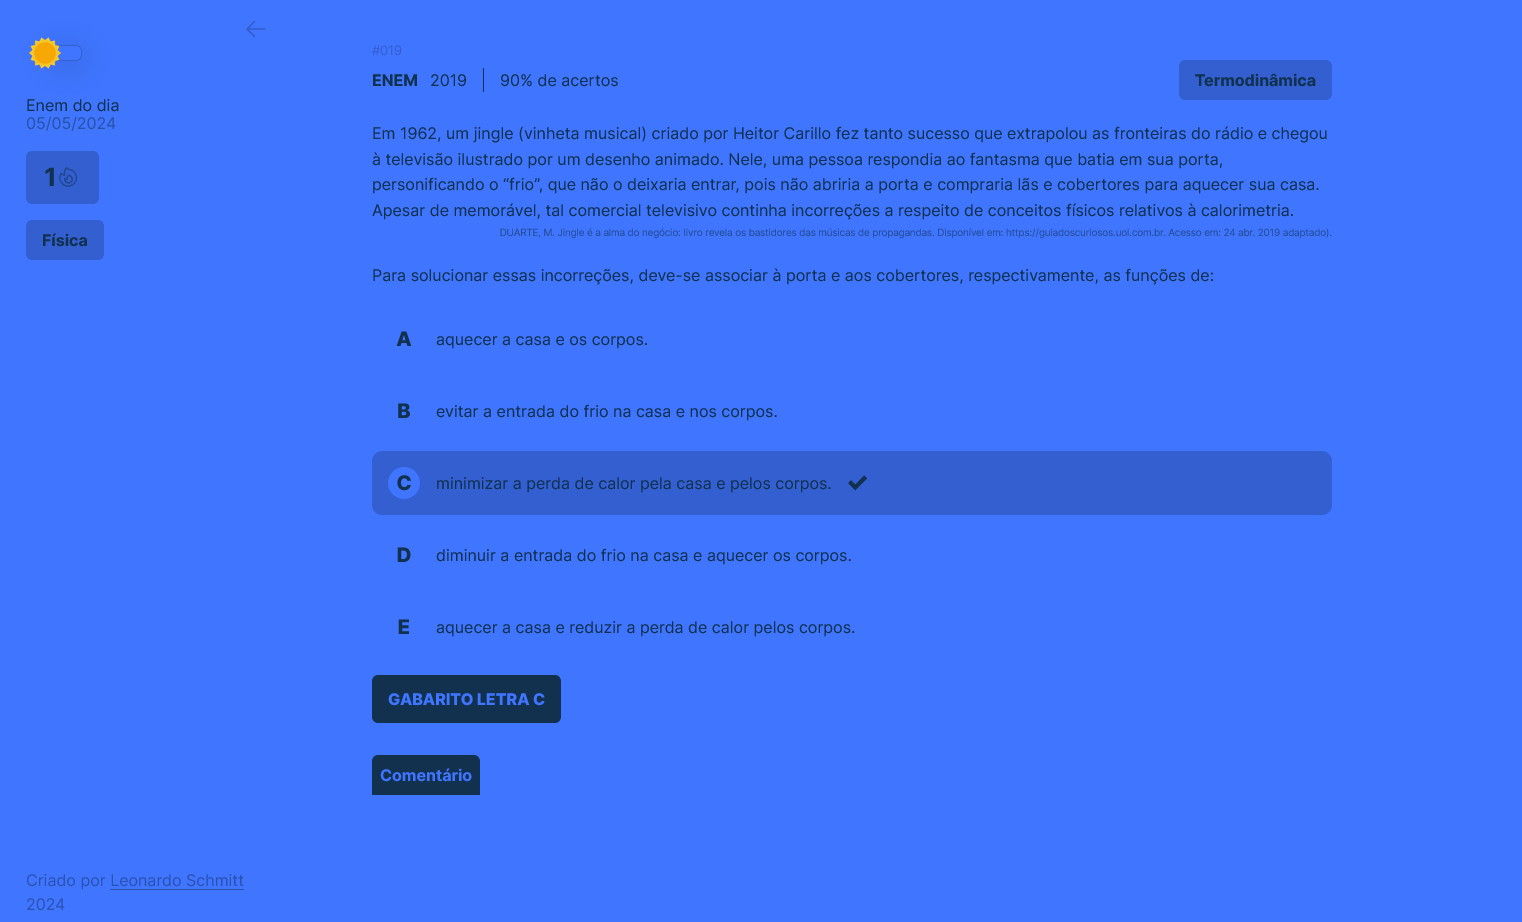 Enem do dia
05/05/2024
1
Física
#019
ENEM 2019 90% de acertos
Termodinâmica
Em 1962, um jingle (vinheta musical) criado por Heitor Carillo fez tanto sucesso que extrapolou as fronteiras do rádio e chegou
à televisão ilustrado por um desenho animado. Nele, uma pessoa respondia ao fantasma que batia em sua porta,
personificando o “frio”, que não o deixaria entrar, pois não abriria a porta e compraria lãs e cobertores para aquecer sua casa.
Apesar de memorável, tal comercial televisivo continha incorreções a respeito de conceitos físicos relativos à calorimetria.
DUARTE, M. Jingle é a alma do negócio: livro revela os bastidores das músicas de propagandas. Disponível em: https://guiadoscuriosos.uol.com.br. Acesso em: 24 abr. 2019 adaptado).
Para solucionar essas incorreções, deve-se associar à porta e aos cobertores, respectivamente, as funções de:
A aquecer a casa e os corpos.
B evitar a entrada do frio na casa e nos corpos.
C minimizar a perda de calor pela casa e pelos corpos.
D diminuir a entrada do frio na casa e aquecer os corpos.
E aquecer a casa e reduzir a perda de calor pelos corpos.
GABARITO LETRA C
Comentário
Criado por Leonardo Schmitt
2024